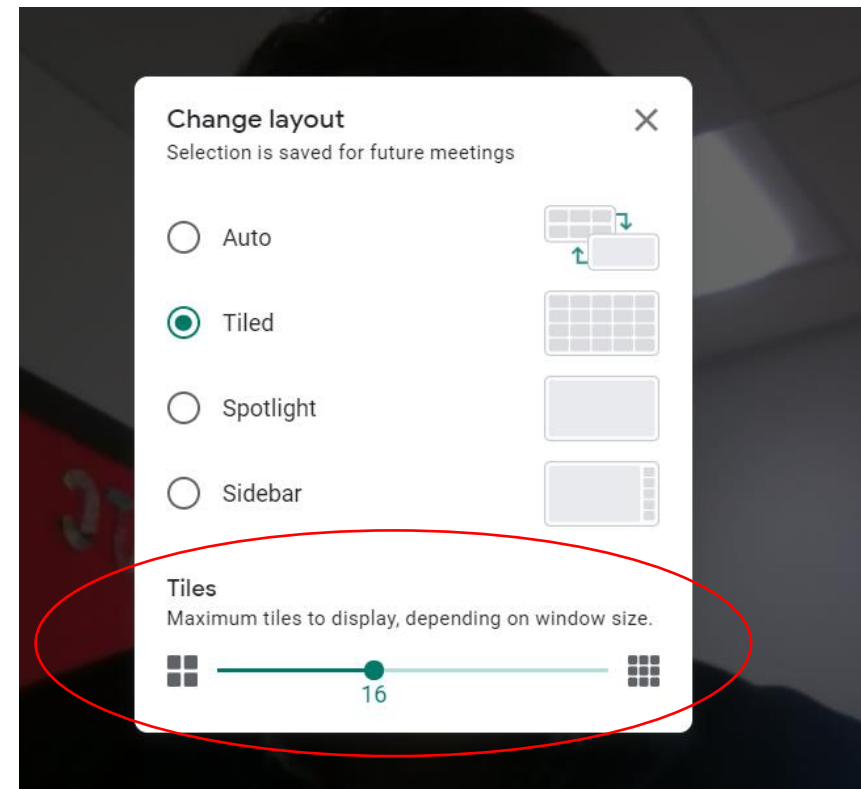 Change layout
Selection is saved for future meetings
Auto
Tiled
Spotlight
Sidebar
Tiles
Maximum tiles to display, depending on window size.
16